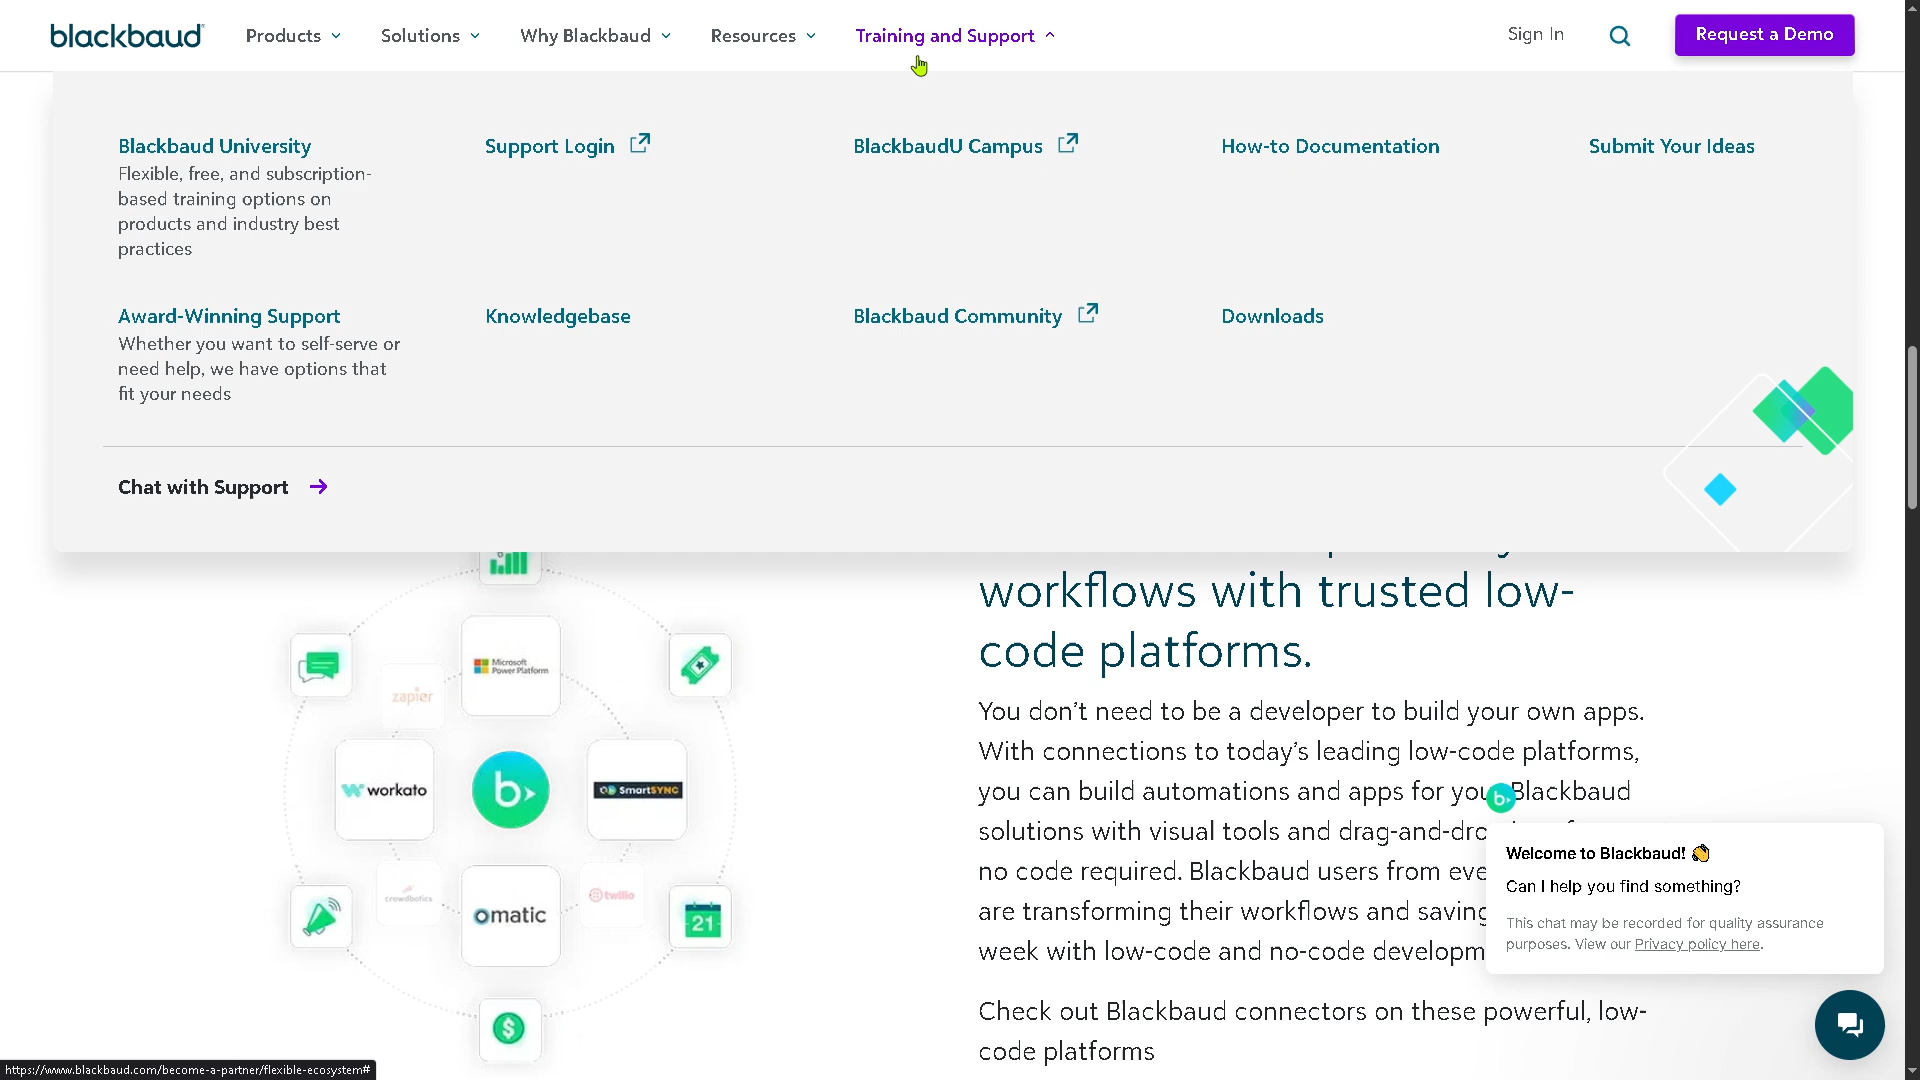 blackbaud
Products
Solutions
Why Blackbaud
Resources
Training and Support
Sign In
Request a Demo
Blackbaud University
Flexible, free, and subscription-
based training options on
products and industry best
practices
Support Login
BlackbaudU Campus
How-to Documentation
Submit Your Ideas
Award-Winning Support
Whether you want to self-serve or
need help, we have options that
fit your needs
Knowledgebase
Blackbaud Community
Downloads
Chat with Support
workflows with trusted low-
code platforms.
You don't need to be a developer to build your own apps.
With connections to today's leading low-code platforms,
you can build automations and apps for your Blackbaud
solutions with visual tools and drag-and-dro
no code required. Blackbaud users from eve
are transforming their workflows and saving
week with low-code and no-code developm
Check out Blackbaud connectors on these powerful, low-
code platforms
Microsoft
Power Platform
zapier
workato
b
SmartSYNC
crowdbotics
omatic
twilio
21
$
b
Welcome to Blackbaud! 👋
Can I help you find something?
This chat may be recorded for quality assurance
purposes. View our Privacy policy here.
https://www.blackbaud.com/become-a-partner/flexible-ecosystem#